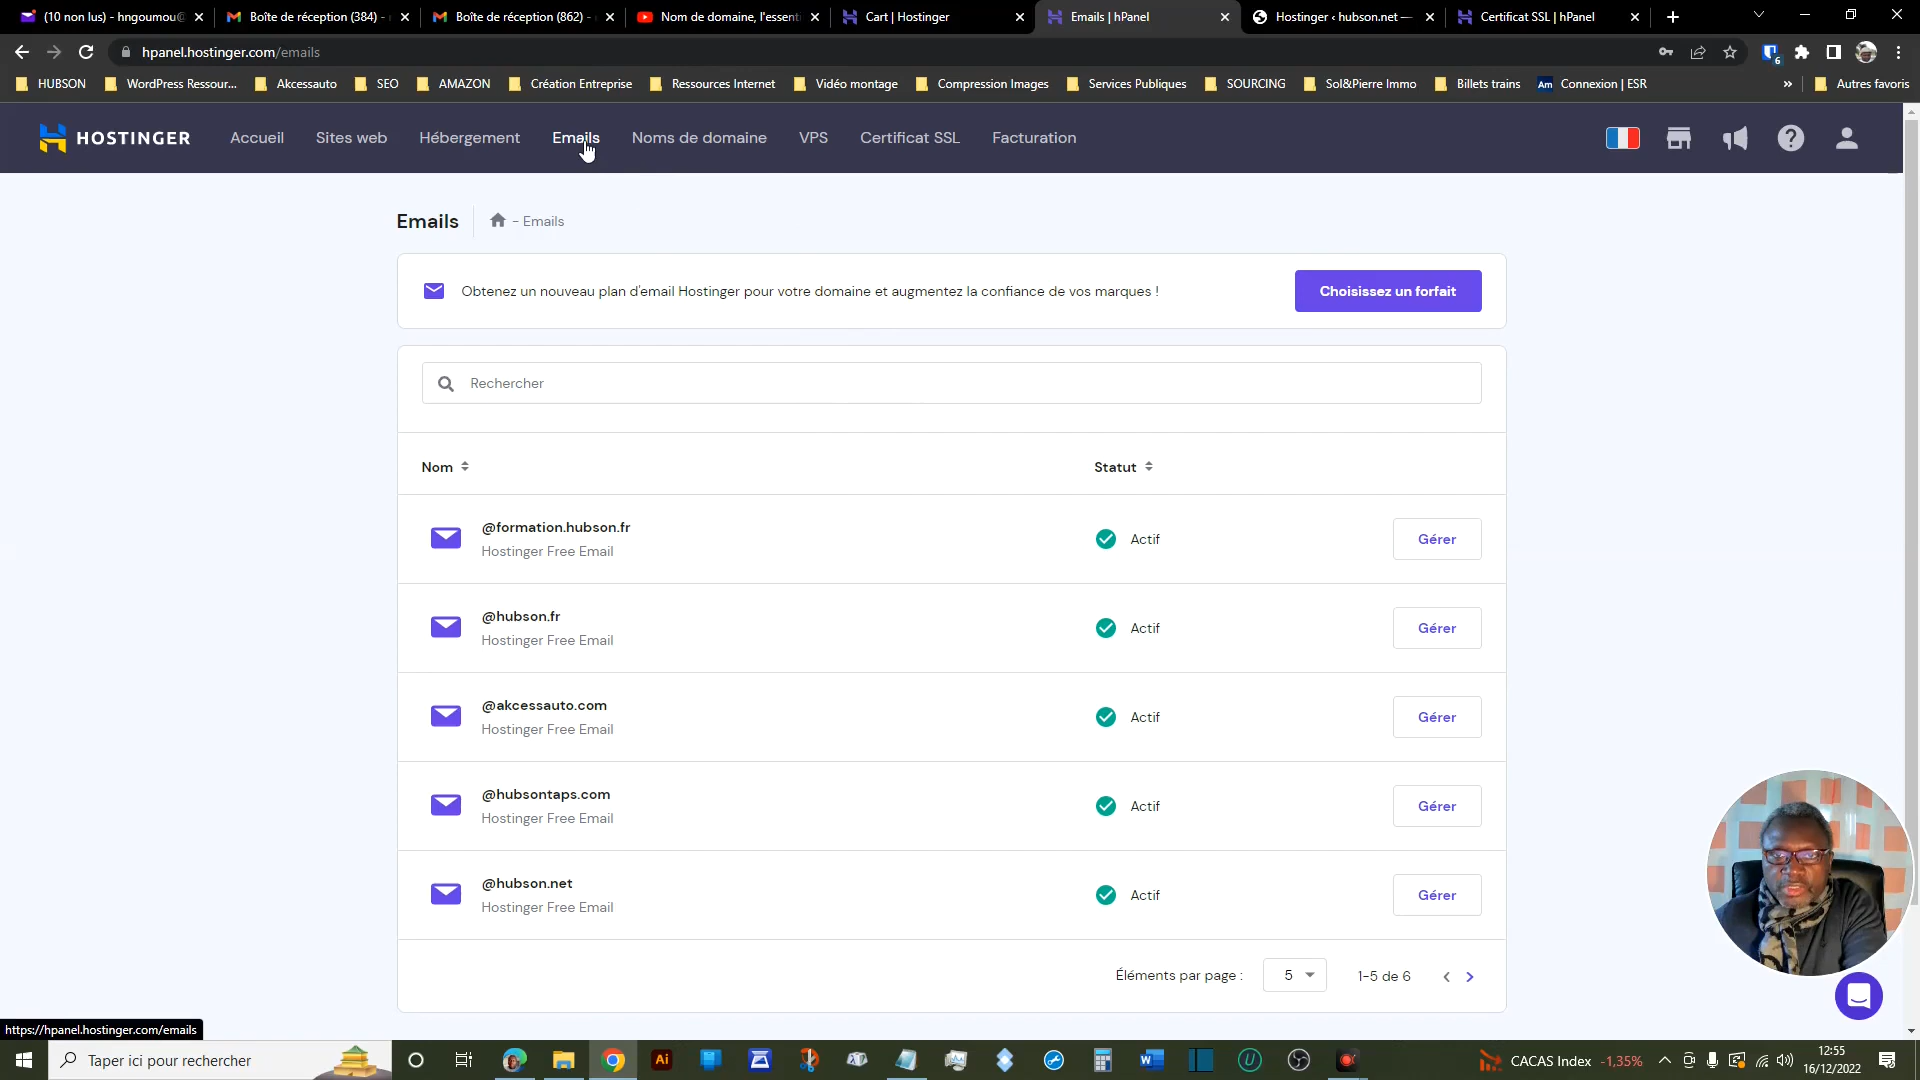 (10 non lus) - hngoumou@
Boîte de réception (384) -
Boîte de réception (862) -
Nom de domaine, l'essenti
Cart | Hostinger
Emails | hPanel
Hostinger ‹ hubson.net —
Certificat SSL | hPanel
hpanel.hostinger.com/emails
6
HUBSON
WordPress Ressour...
Akcessauto
SEO
AMAZON
Création Entreprise
Ressources Internet
Vidéo montage
Compression Images
Services Publiques
SOURCING
Sol&Pierre Immo
Billets trains
Am
Connexion | ESR
»
Autres favoris
HOSTINGER
Accueil
Sites web
Hébergement
Emails
Noms de domaine
VPS
Certificat SSL
Facturation
Emails
- Emails
Obtenez un nouveau plan d'email Hostinger pour votre domaine et augmentez la confiance de vos marques !
Choisissez un forfait
Rechercher
Nom
Statut
@formation.hubson.fr
Hostinger Free Email
Actif
Gérer
@hubson.fr
Hostinger Free Email
Actif
Gérer
@akcessauto.com
Hostinger Free Email
Actif
Gérer
@hubsontaps.com
Hostinger Free Email
Actif
Gérer
@hubson.net
Hostinger Free Email
Actif
Gérer
Éléments par page :
5
1-5 de 6
https://hpanel.hostinger.com/emails
Taper ici pour rechercher
Ai
W
CACAS Index
-1,35%
12:55
16/12/2022